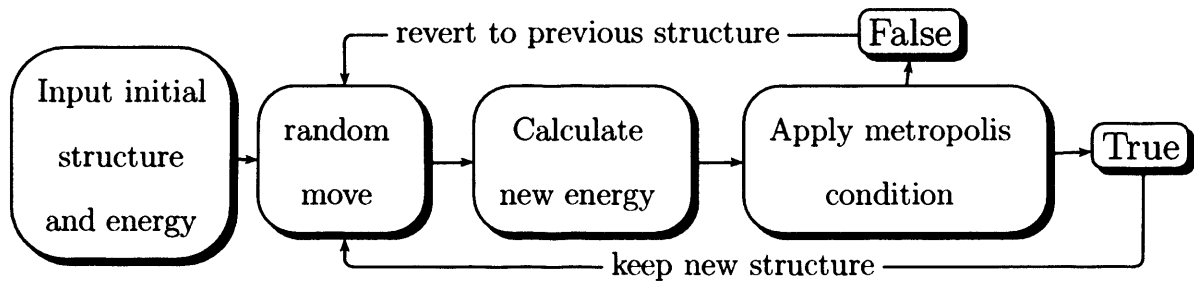 revert to previous structure
False
Input initial
structure
and energy
random
move
Calculate
new energy
Apply metropolis
condition
True
keep new structure